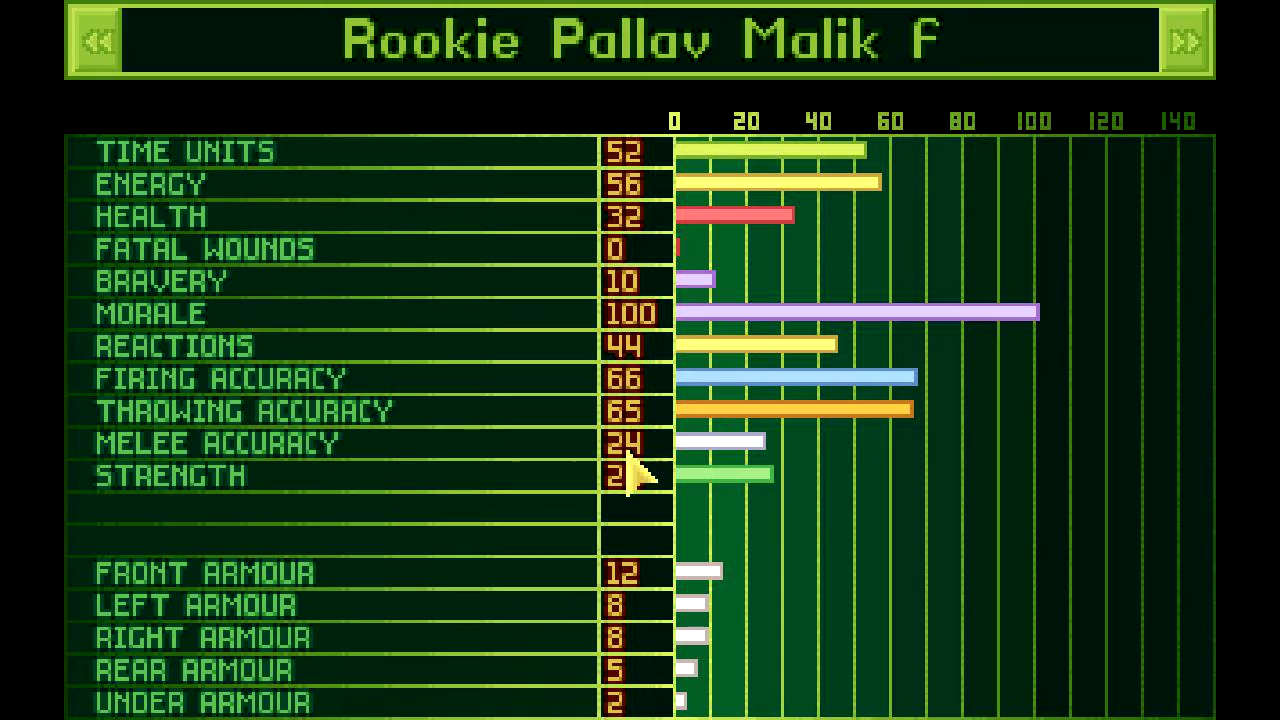 Rookie Pallav Malik F
0 20 40 60 80 100 120 140
TIME UNITS 52
ENERGY 56
HEALTH 32
FATAL WOUNDS 0
BRAVERY 10
MORALE 100
REACTIONS 44
FIRING ACCURACY 66
THROWING ACCURACY 65
MELEE ACCURACY 24
STRENGTH
FRONT ARMOUR 12
LEFT ARMOUR 8
RIGHT ARMOUR 8
REAR ARMOUR 5
UNDER ARMOUR 2